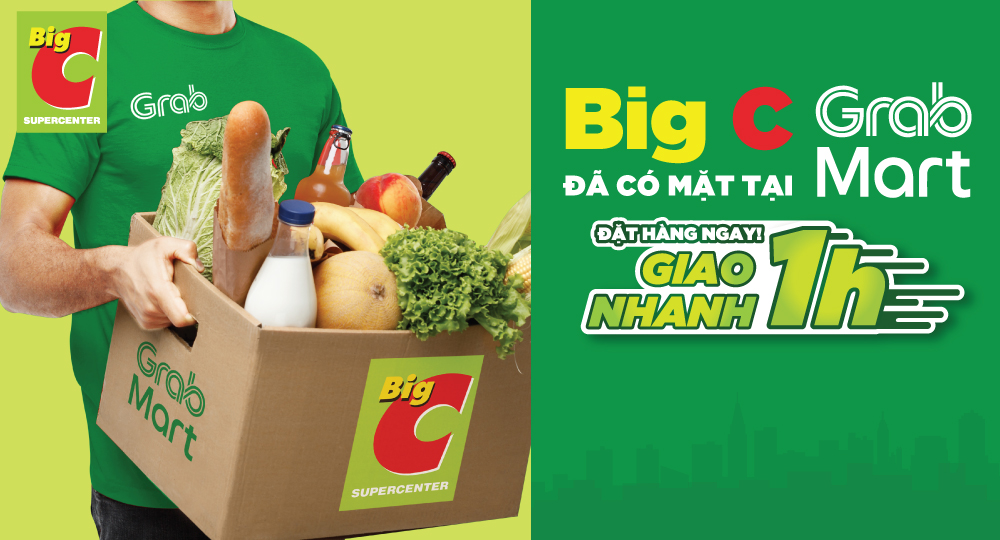 Big
C
SUPERCENTER
Grab
Grab
Mart
Big
C
SUPERCENTER
Big C Grab
Mart
ĐÃ CÓ MẶT TẠI
ĐẶT HÀNG NGAY!
GIAO
NHANH 1h